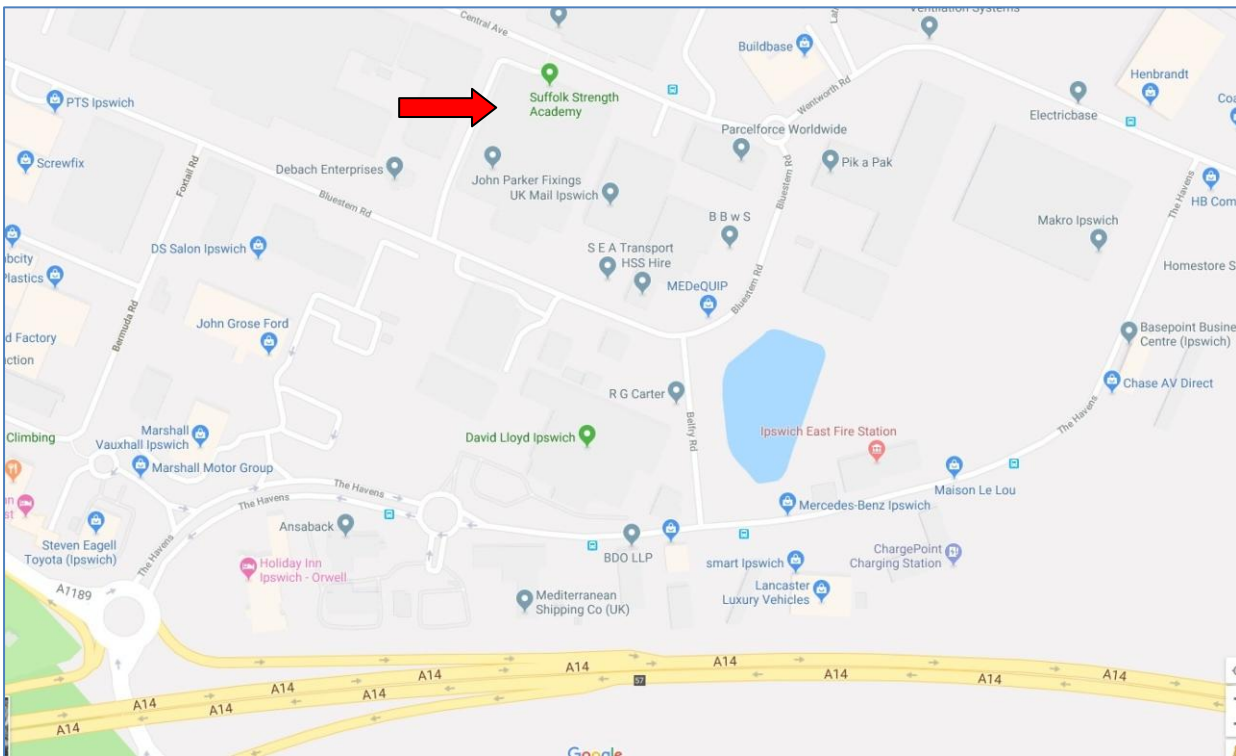 Ventilation Systems
Central Ave
Buildbase
Henbrandt
PTS Ipswich
Suffolk Strength
Academy
Wentworth Rd
Electricbase
Parcelforce Worldwide
Screwfix
Foxtail Rd
Debach Enterprises
John Parker Fixings
UK Mail Ipswich
Pik a Pak
Bluestem Rd
Bluestem Rd
The Havens
HB Com
B B w S
Makro Ipswich
DS Salon Ipswich
S E A Transport
HSS Hire
Homestore S
Plastics
MEDeQUIP
Bluestem Rd
Bermuda Rd
John Grose Ford
d Factory
ction
Basepoint Busine
Centre (Ipswich)
R G Carter
Chase AV Direct
Belfry Rd
The Havens
Climbing
Marshall
Vauxhall Ipswich
David Lloyd Ipswich
Ipswich East Fire Station
Marshall Motor Group
The Havens
The Havens
Maison Le Lou
Mercedes-Benz Ipswich
Ansaback
Steven Eagell
Toyota (Ipswich)
The Havens
BDO LLP
ChargePoint
Charging Station
Holiday Inn
Ipswich - Orwell
smart Ipswich
Lancaster
Luxury Vehicles
A1189
Mediterranean
Shipping Co (UK)
A14
A14
A14
A14
A14
A14
A14
A14
A14
A14
57
Google